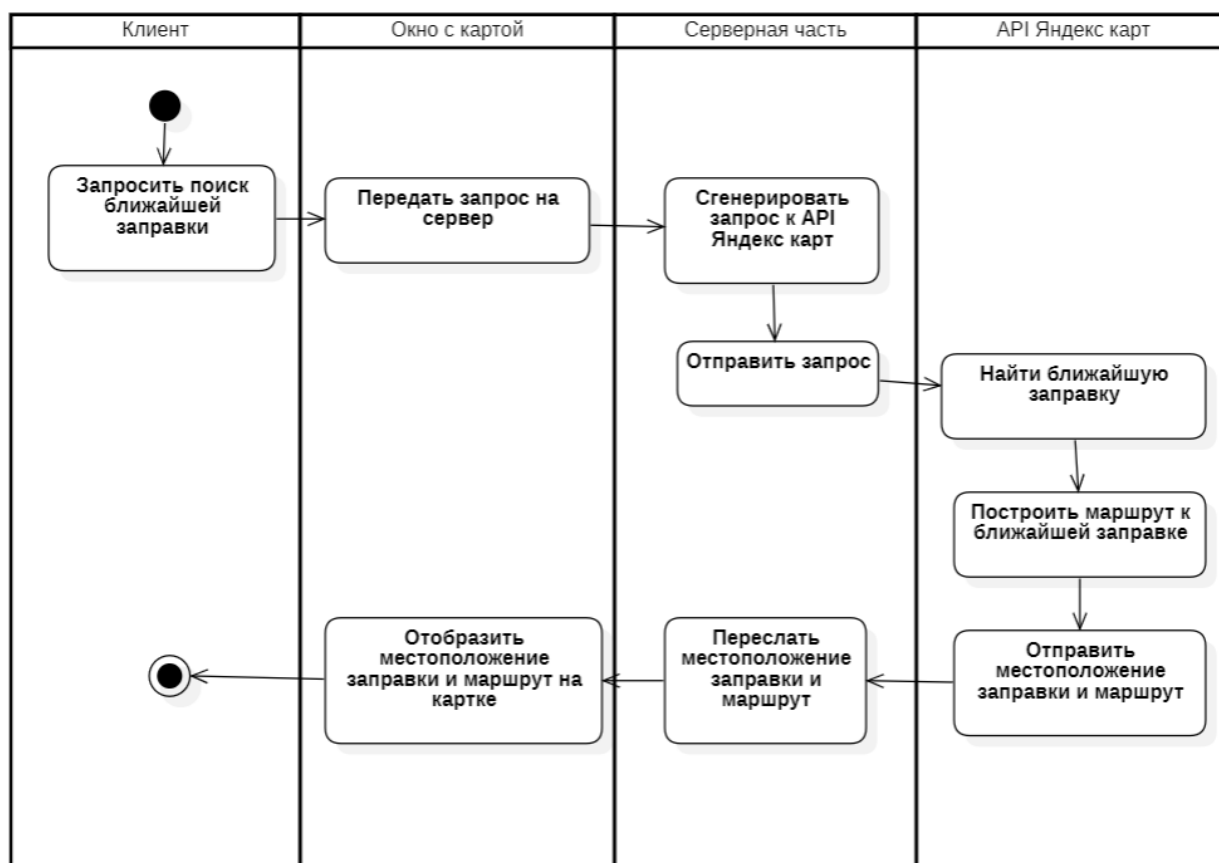 Клиент
Окно с картой
Серверная часть
API Яндекс карт
Запросить поиск
ближайшей
заправки
Передать запрос на
сервер
Сгенерировать
запрос к API
Яндекс карт
Отправить запрос
Найти ближайшую
заправку
Построить маршрут к
ближайшей заправке
Отправить
местоположение
заправки и маршрут
Переслать
местоположение
заправки и
маршрут
Отобразить
местоположение
заправки и маршрут на
картке